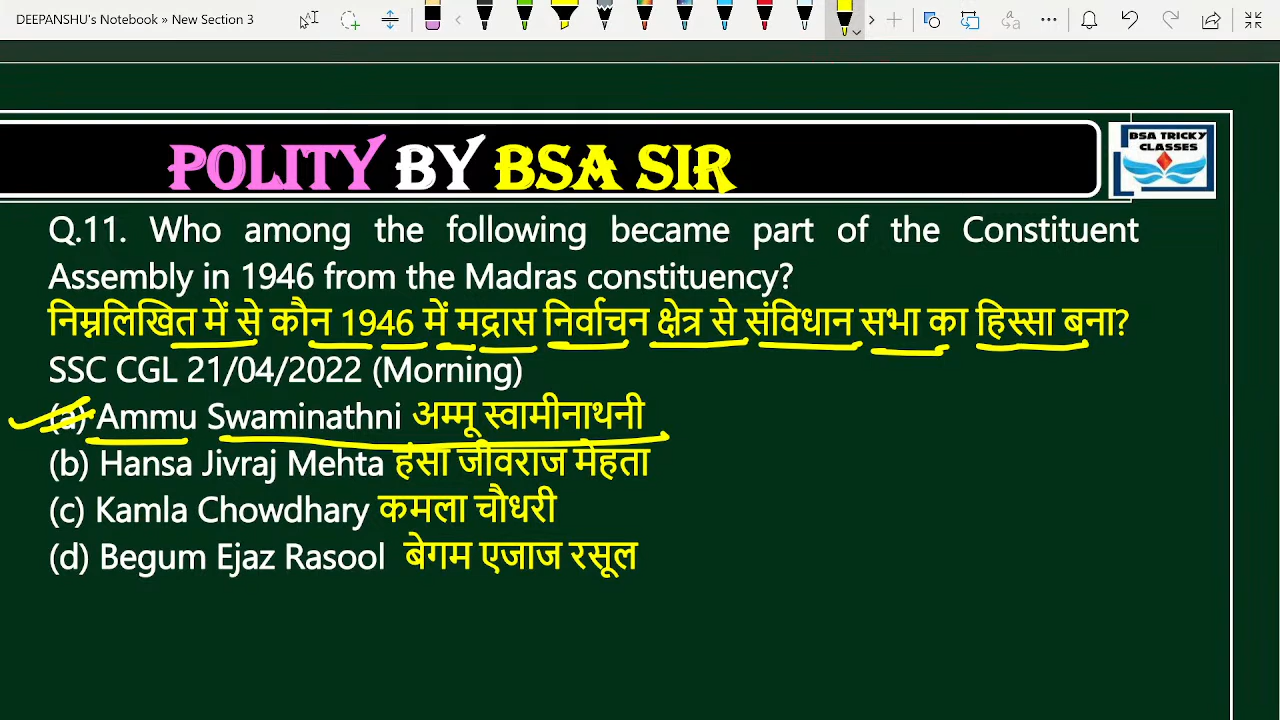 DEEPANSHU's Notebook » New Section 3
POLITY BY BSA SIR
BSA TRICKY
CLASSES
Q.11. Who among the following became part of the Constituent
Assembly in 1946 from the Madras constituency?
निम्नलिखित में से कौन 1946 में मद्रास निर्वाचन क्षेत्र से संविधान सभा का हिस्सा बना?
SSC CGL 21/04/2022 (Morning)
(a) Ammu Swaminathni अम्मू स्वामीनाथनी
(b) Hansa Jivraj Mehta हंसा जीवराज मेहता
(c) Kamla Chowdhary कमला चौधरी
(d) Begum Ejaz Rasool बेगम एजाज रसूल